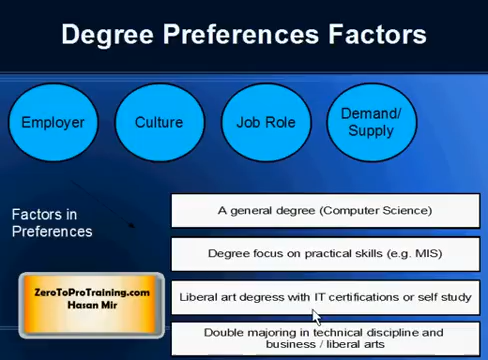 Degree Preferences Factors
Employer
Culture
Job Role
Demand/
Supply
Factors in
Preferences
A general degree (Computer Science)
Degree focus on practical skills (e.g. MIS)
Liberal art degress with IT certifications or self study
Double majoring in technical discipline and
business / liberal arts
ZeroToProTraining.com
Hasan Mir